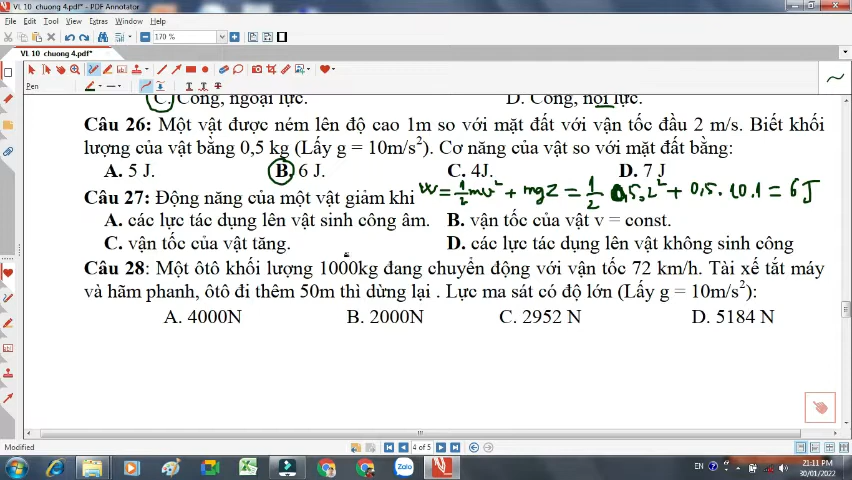 VL 10 chuong 4.pdf* - PDF Annotator
File Edit Tool View Extras Window Help
170 %
VL 10 chuong 4.pdf*
Pen
C. Công, ngoại lực. D. Công, nội lực.
Câu 26: Một vật được ném lên độ cao 1m so với mặt đất với vận tốc đầu 2 m/s. Biết khối
lượng của vật bằng 0,5 kg (Lấy g = 10m/s²). Cơ năng của vật so với mặt đất bằng:
A. 5 J. B. 6 J. C. 4J. D. 7 J
Câu 27: Động năng của một vật giảm khi W = 1/2 mv² + mgz = 1/2 0,5.2² + 0,5.10.1 = 6J
A. các lực tác dụng lên vật sinh công âm. B. vận tốc của vật v = const.
C. vận tốc của vật tăng. D. các lực tác dụng lên vật không sinh công
Câu 28: Một ôtô khối lượng 1000kg đang chuyển động với vận tốc 72 km/h. Tài xế tắt máy
và hãm phanh, ôtô đi thêm 50m thì dừng lại . Lực ma sát có độ lớn (Lấy g = 10m/s²):
A. 4000N B. 2000N C. 2952 N D. 5184 N
Modified 4 of 5
Zalo EN 21:11 PM
30/01/2022